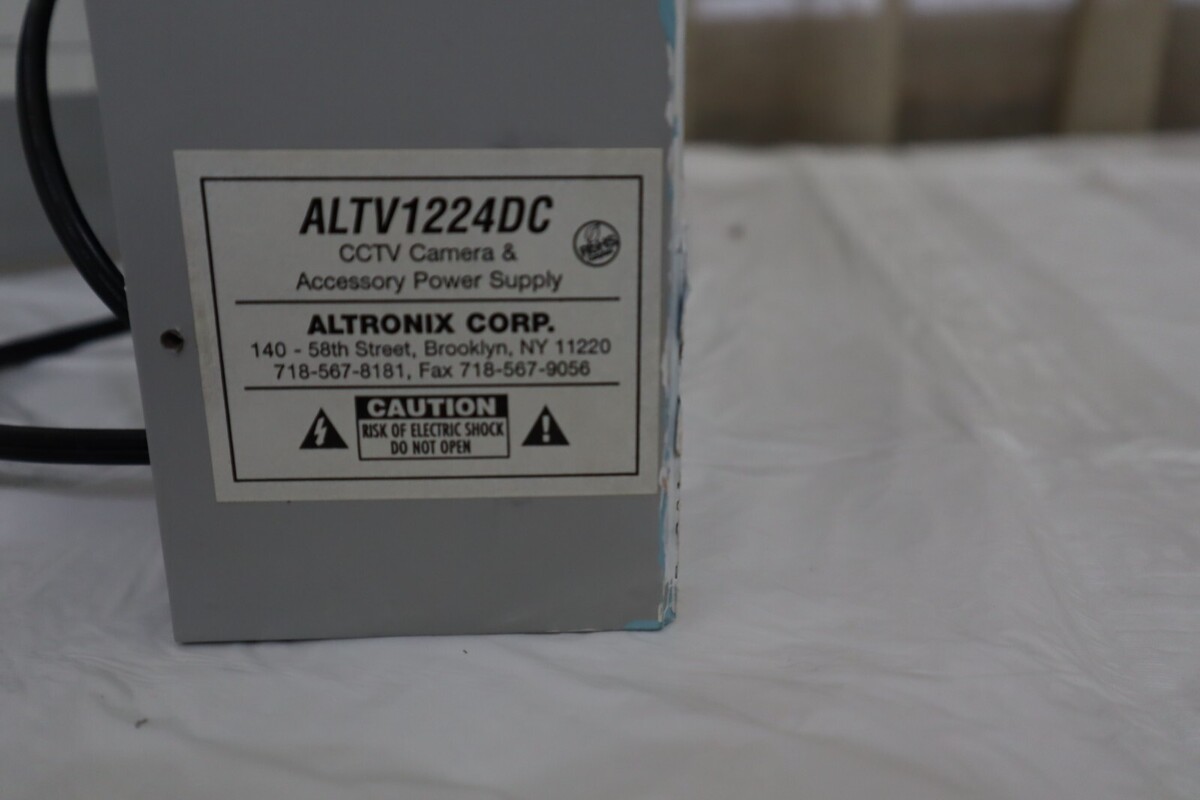 ALTV1224DC
CCTV Camera &
Accessory Power Supply
RoHS
ALTRONIX CORP.
140 - 58th Street, Brooklyn, NY 11220
718-567-8181, Fax 718-567-9056
CAUTION
RISK OF ELECTRIC SHOCK
DO NOT OPEN